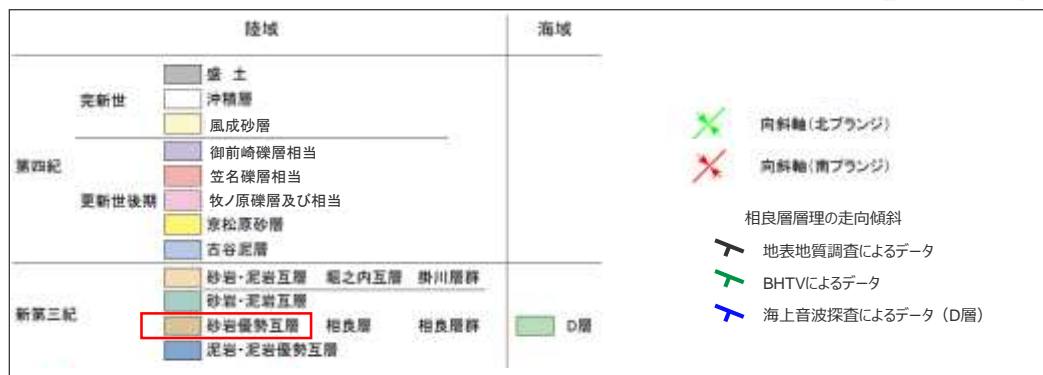 陸域 海域
盛 土
完新世 沖積層
風成砂層
御前崎礫層相当
第四紀 笠名礫層相当
更新世後期 牧ノ原礫層及び相当
京松原砂層
古谷泥層
砂岩・泥岩互層 堀之内互層 掛川層群
砂岩・泥岩互層
新第三紀 砂岩優勢互層 相良層 相良層群 D層
泥岩・泥岩優勢互層
向斜軸(北プランジ)
向斜軸(南プランジ)
相良層層理の走向傾斜
地表地質調査によるデータ
BHTVによるデータ
海上音波探査によるデータ（D層）